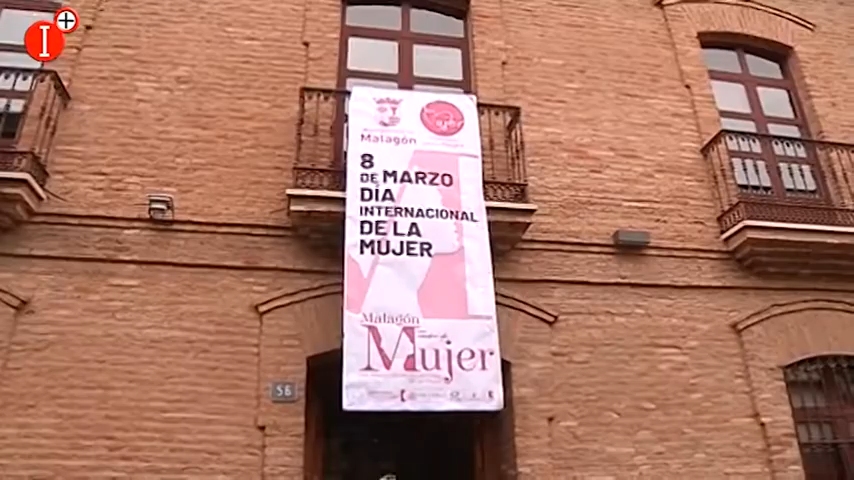 I
Malagón
8
DE MARZO
DÍA
INTERNACIONAL
DE LA
MUJER
Malagón
Mujer
56